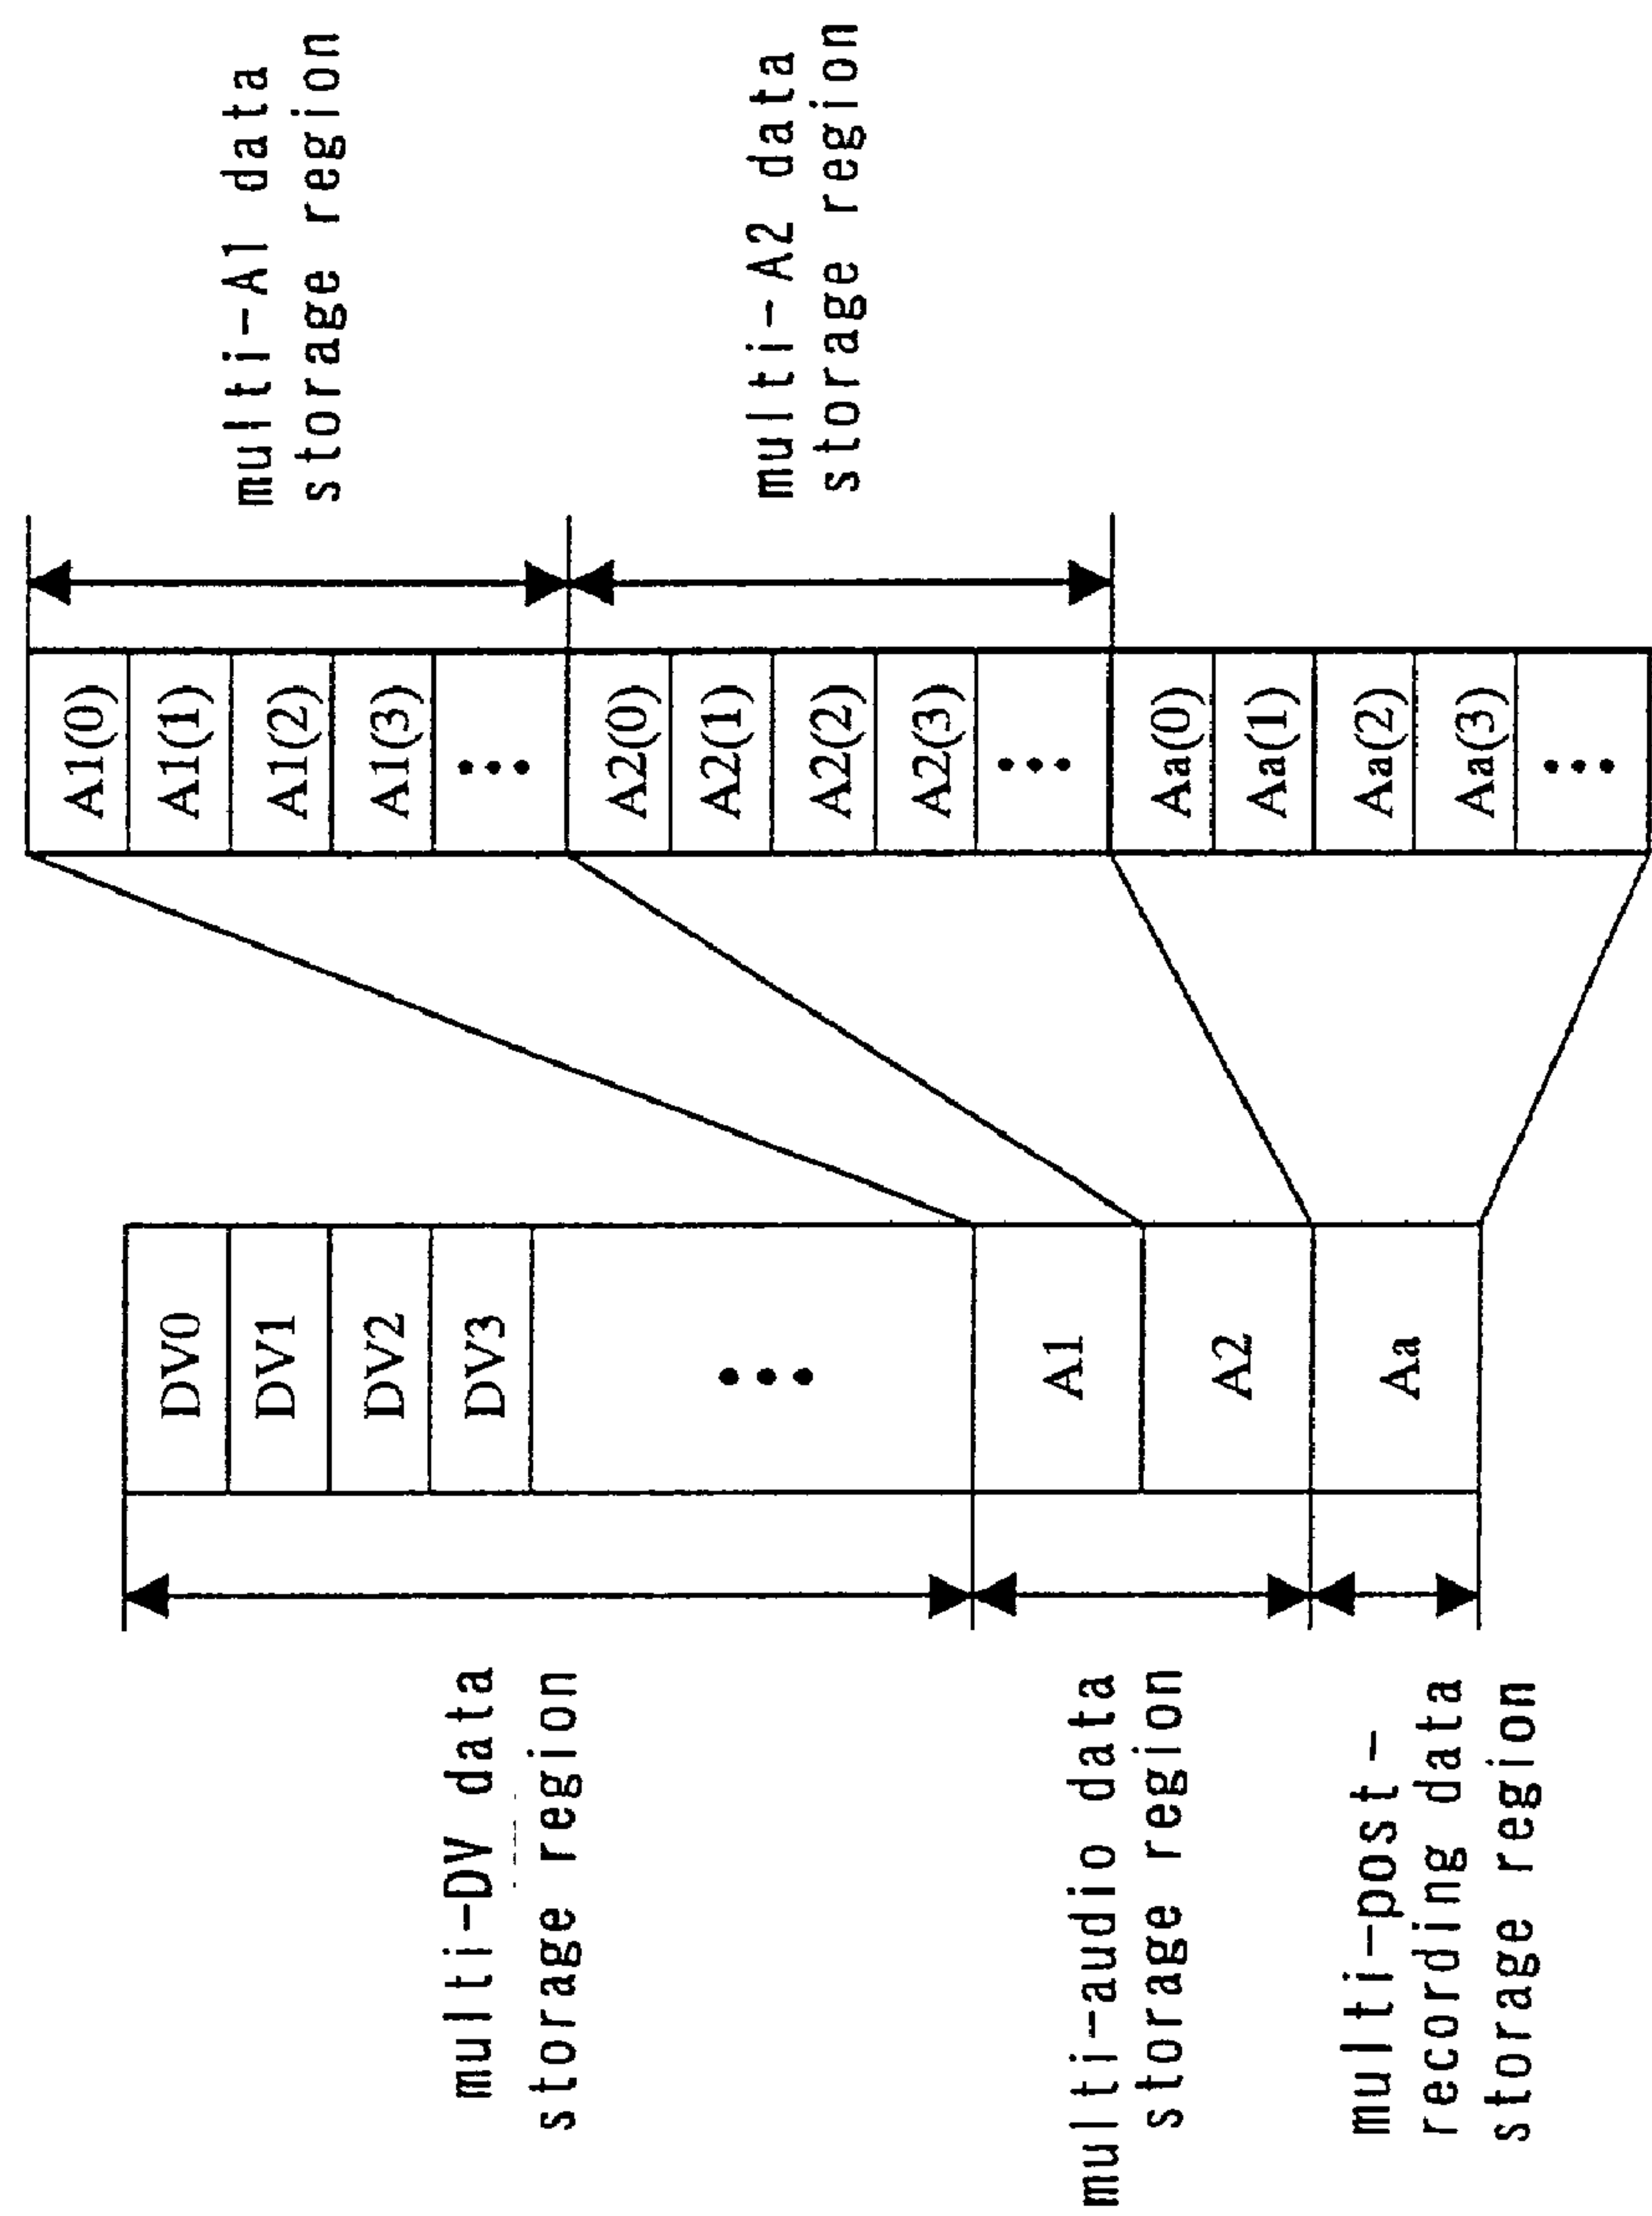 multi-DV data
storage region
multi-audio data
storage region
multi-post-
recording data
storage region
DV0
DV1
DV2
DV3
A1
A2
Aa
A1(0)
A1(1)
A1(2)
A1(3)
A2(0)
A2(1)
A2(2)
A2(3)
Aa(0)
Aa(1)
Aa(2)
Aa(3)
multi-A1 data
storage region
multi-A2 data
storage region